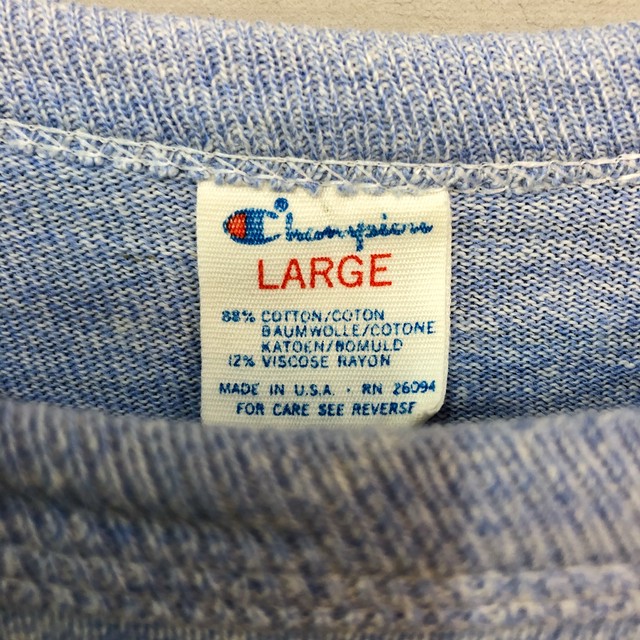 Champion
LARGE
88% COTTON/COTON
BAUMWOLLE/COTONE
KATOEN/BOMULD
12% VISCOSE RAYON
MADE IN U.S.A. · RN 26094
FOR CARE SEE REVERSE